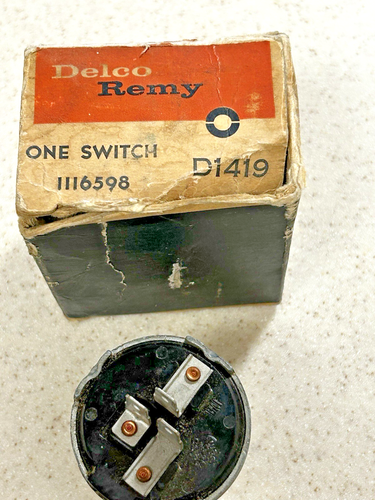 Delco
Remy
ONE SWITCH
1116598 D1419